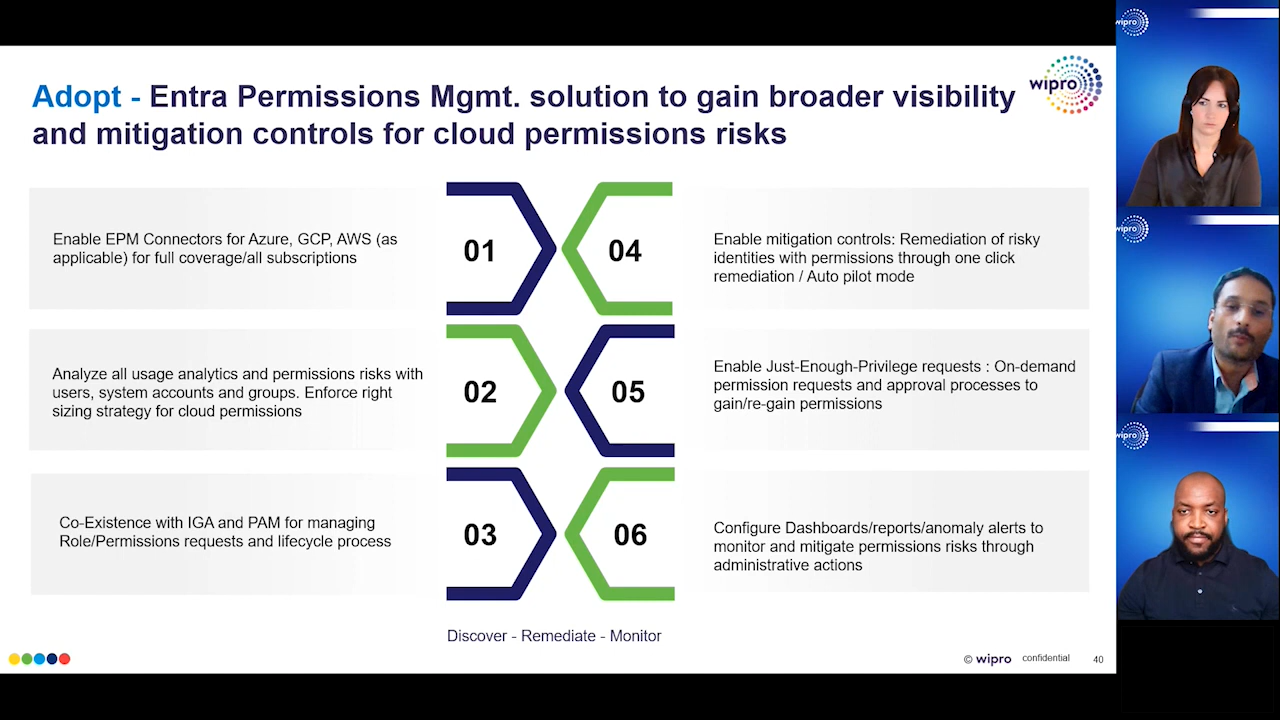 Adopt - Entra Permissions Mgmt. solution to gain broader visibility
and mitigation controls for cloud permissions risks
wipro
Enable EPM Connectors for Azure, GCP, AWS (as
applicable) for full coverage/all subscriptions
01
04
Enable mitigation controls: Remediation of risky
identities with permissions through one click
remediation / Auto pilot mode
Analyze all usage analytics and permissions risks with
users, system accounts and groups. Enforce right
sizing strategy for cloud permissions
02
05
Enable Just-Enough-Privilege requests : On-demand
permission requests and approval processes to
gain/re-gain permissions
Co-Existence with IGA and PAM for managing
Role/Permissions requests and lifecycle process
03
06
Configure Dashboards/reports/anomaly alerts to
monitor and mitigate permissions risks through
administrative actions
Discover - Remediate - Monitor
© wipro confidential 40
wipro
wipro
wipro